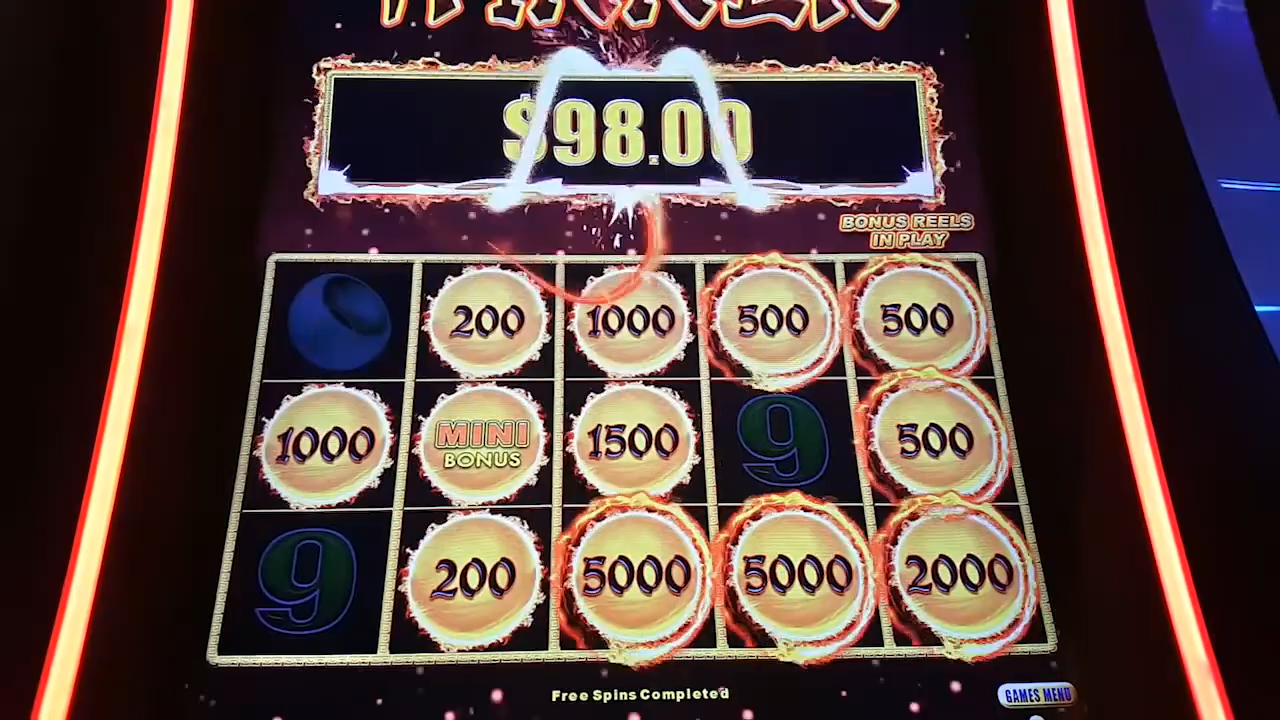 $98.00
BONUS REELS
IN PLAY
200
1000
500
500
1000
MINI
BONUS
1500
9
500
9
200
5000
5000
2000
Free Spins Completed
GAMES MENU